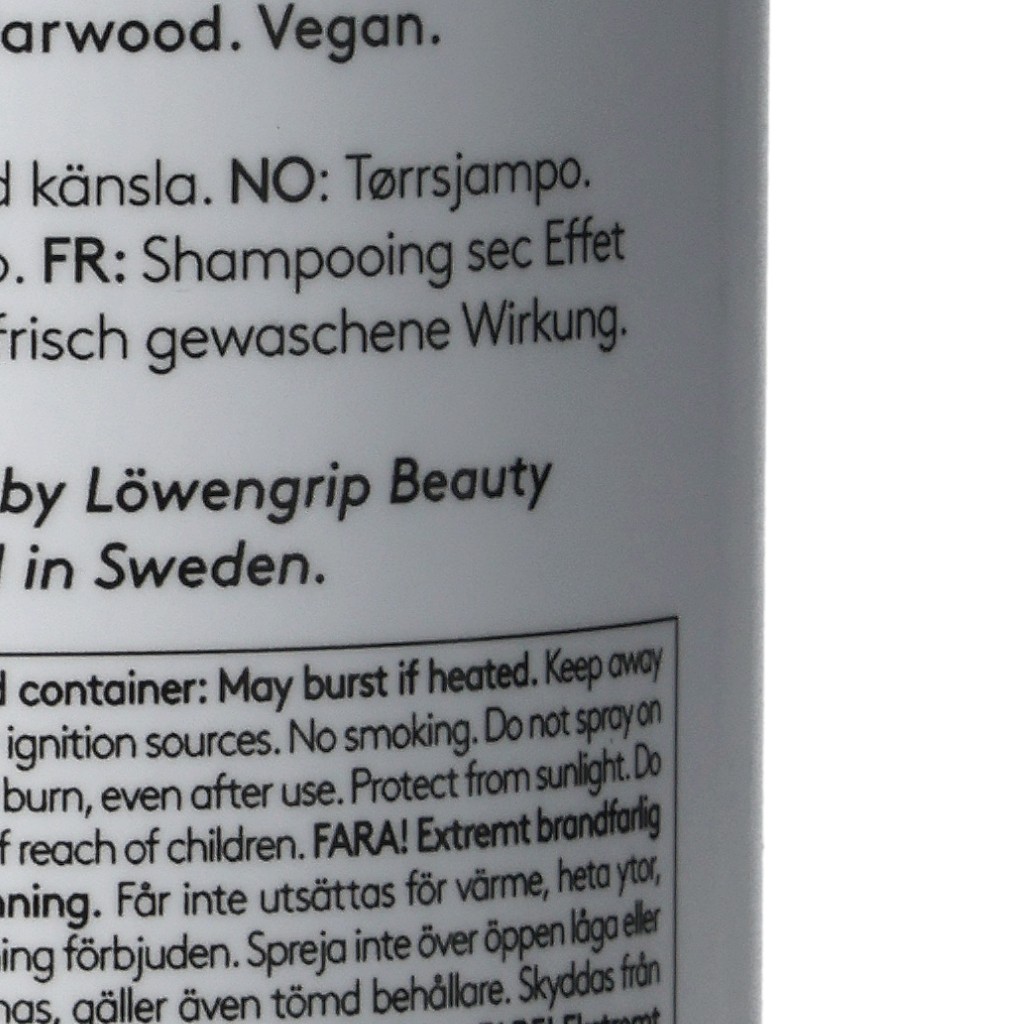 arwood. Vegan.
känsla. NO: Tørrsjampo.
FR: Shampooing sec Effet
frisch gewaschene Wirkung.
by Löwengrip Beauty
in Sweden.
container: May burst if heated. Keep away
ignition sources. No smoking. Do not spray on
burn, even after use. Protect from sunlight. Do
reach of children. FARA! Extremt brandfarlig
ning. Får inte utsättas för värme, heta ytor,
ing förbjuden. Spreja inte över öppen låga eller
nas, gäller även tömd behållare. Skyddas från